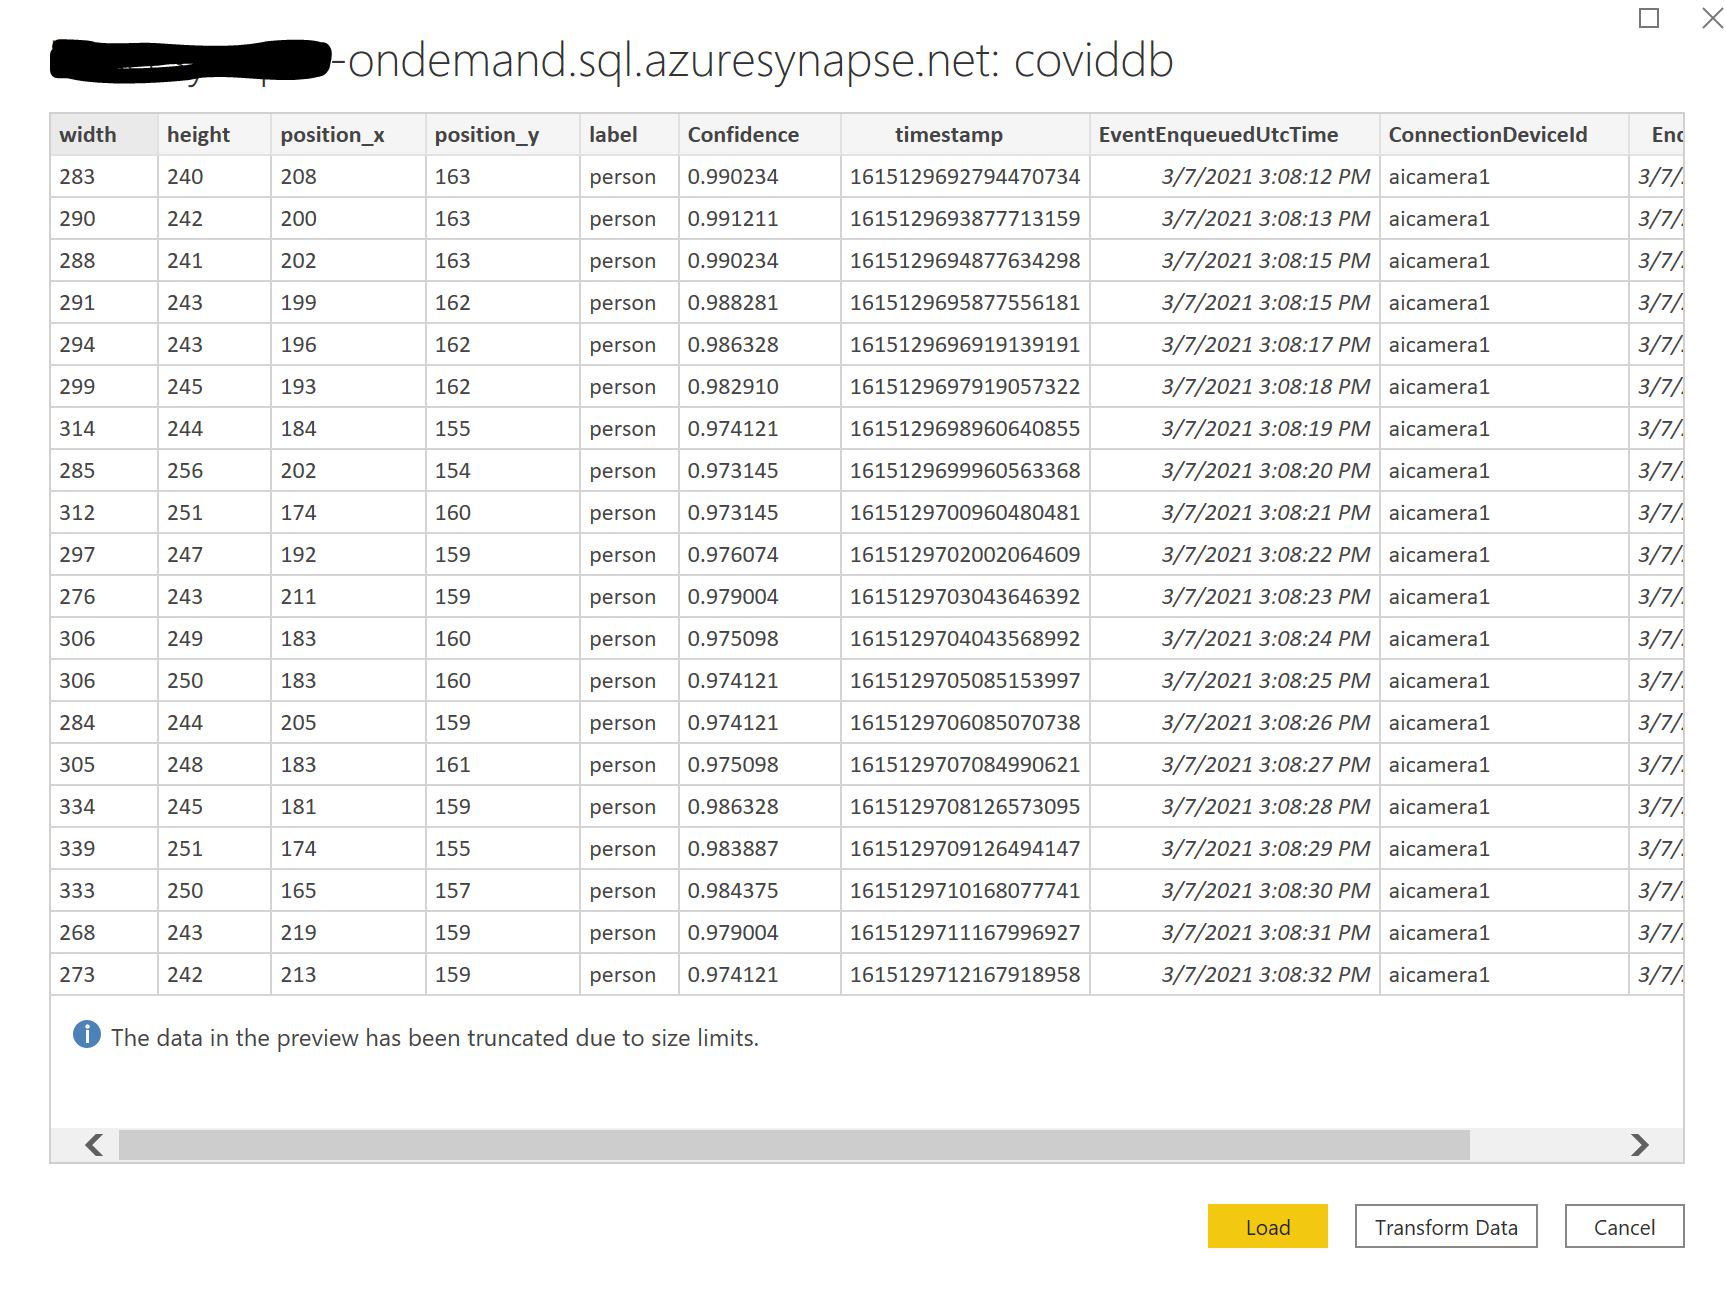 -ondemand.sql.azuresynapse.net: coviddb
width height position_x position_y label Confidence timestamp EventEnqueuedUtcTime ConnectionDeviceId
283 240 208 163 person 0.990234 1615129692794470734 3/7/2021 3:08:12 PM aicamera1 3/7/
290 242 200 163 person 0.991211 1615129693877713159 3/7/2021 3:08:13 PM aicamera1 3/7/
288 241 202 163 person 0.990234 1615129694877634298 3/7/2021 3:08:15 PM aicamera1 3/7/
291 243 199 162 person 0.988281 1615129695877556181 3/7/2021 3:08:15 PM aicamera1 3/7/
294 243 196 162 person 0.986328 1615129696919139191 3/7/2021 3:08:17 PM aicamera1 3/7/
299 245 193 162 person 0.982910 1615129697919057322 3/7/2021 3:08:18 PM aicamera1 3/7/
314 244 184 155 person 0.974121 1615129698960640855 3/7/2021 3:08:19 PM aicamera1 3/7/
285 256 202 154 person 0.973145 1615129699960563368 3/7/2021 3:08:20 PM aicamera1 3/7/
312 251 174 160 person 0.973145 1615129700960480481 3/7/2021 3:08:21 PM aicamera1 3/7/
297 247 192 159 person 0.976074 1615129702002064609 3/7/2021 3:08:22 PM aicamera1 3/7/
276 243 211 159 person 0.979004 1615129703043646392 3/7/2021 3:08:23 PM aicamera1 3/7/
306 249 183 160 person 0.975098 1615129704043568992 3/7/2021 3:08:24 PM aicamera1 3/7/
306 250 183 160 person 0.974121 1615129705085153997 3/7/2021 3:08:25 PM aicamera1 3/7/
284 244 205 159 person 0.974121 1615129706085070738 3/7/2021 3:08:26 PM aicamera1 3/7/
305 248 183 161 person 0.975098 1615129707084990621 3/7/2021 3:08:27 PM aicamera1 3/7/
334 245 181 159 person 0.986328 1615129708126573095 3/7/2021 3:08:28 PM aicamera1 3/7/
339 251 174 155 person 0.983887 1615129709126494147 3/7/2021 3:08:29 PM aicamera1 3/7/
333 250 165 157 person 0.984375 1615129710168077741 3/7/2021 3:08:30 PM aicamera1 3/7/
268 243 219 159 person 0.979004 1615129711167996927 3/7/2021 3:08:31 PM aicamera1 3/7/
273 242 213 159 person 0.974121 1615129712167918958 3/7/2021 3:08:32 PM aicamera1 3/7/
The data in the preview has been truncated due to size limits.
Load Transform Data Cancel